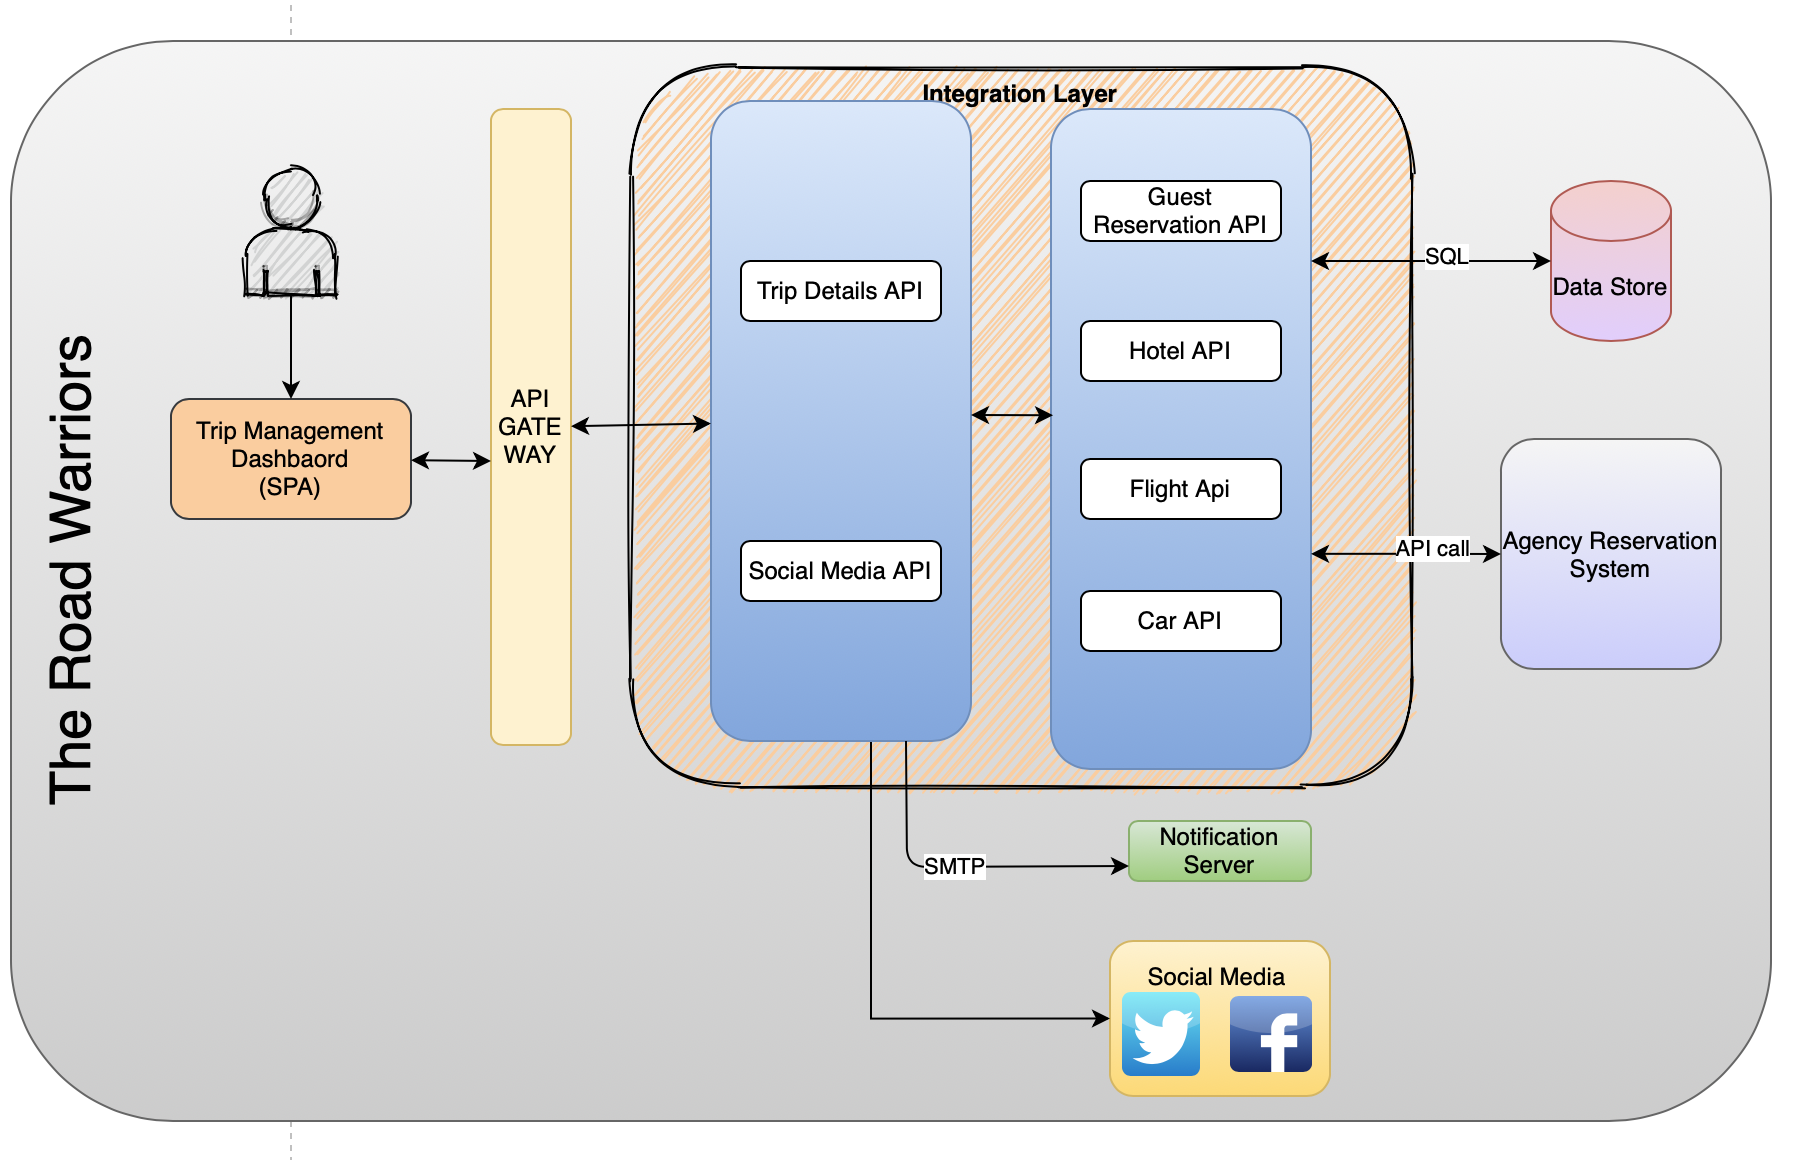 The Road Warriors
Integration Layer
Trip Management
Dashbaord
(SPA)
API
GATE
WAY
Trip Details API
Social Media API
Guest
Reservation API
Hotel API
Flight Api
Car API
SQL
Data Store
API call
Agency Reservation
System
SMTP
Notification
Server
Social Media
f